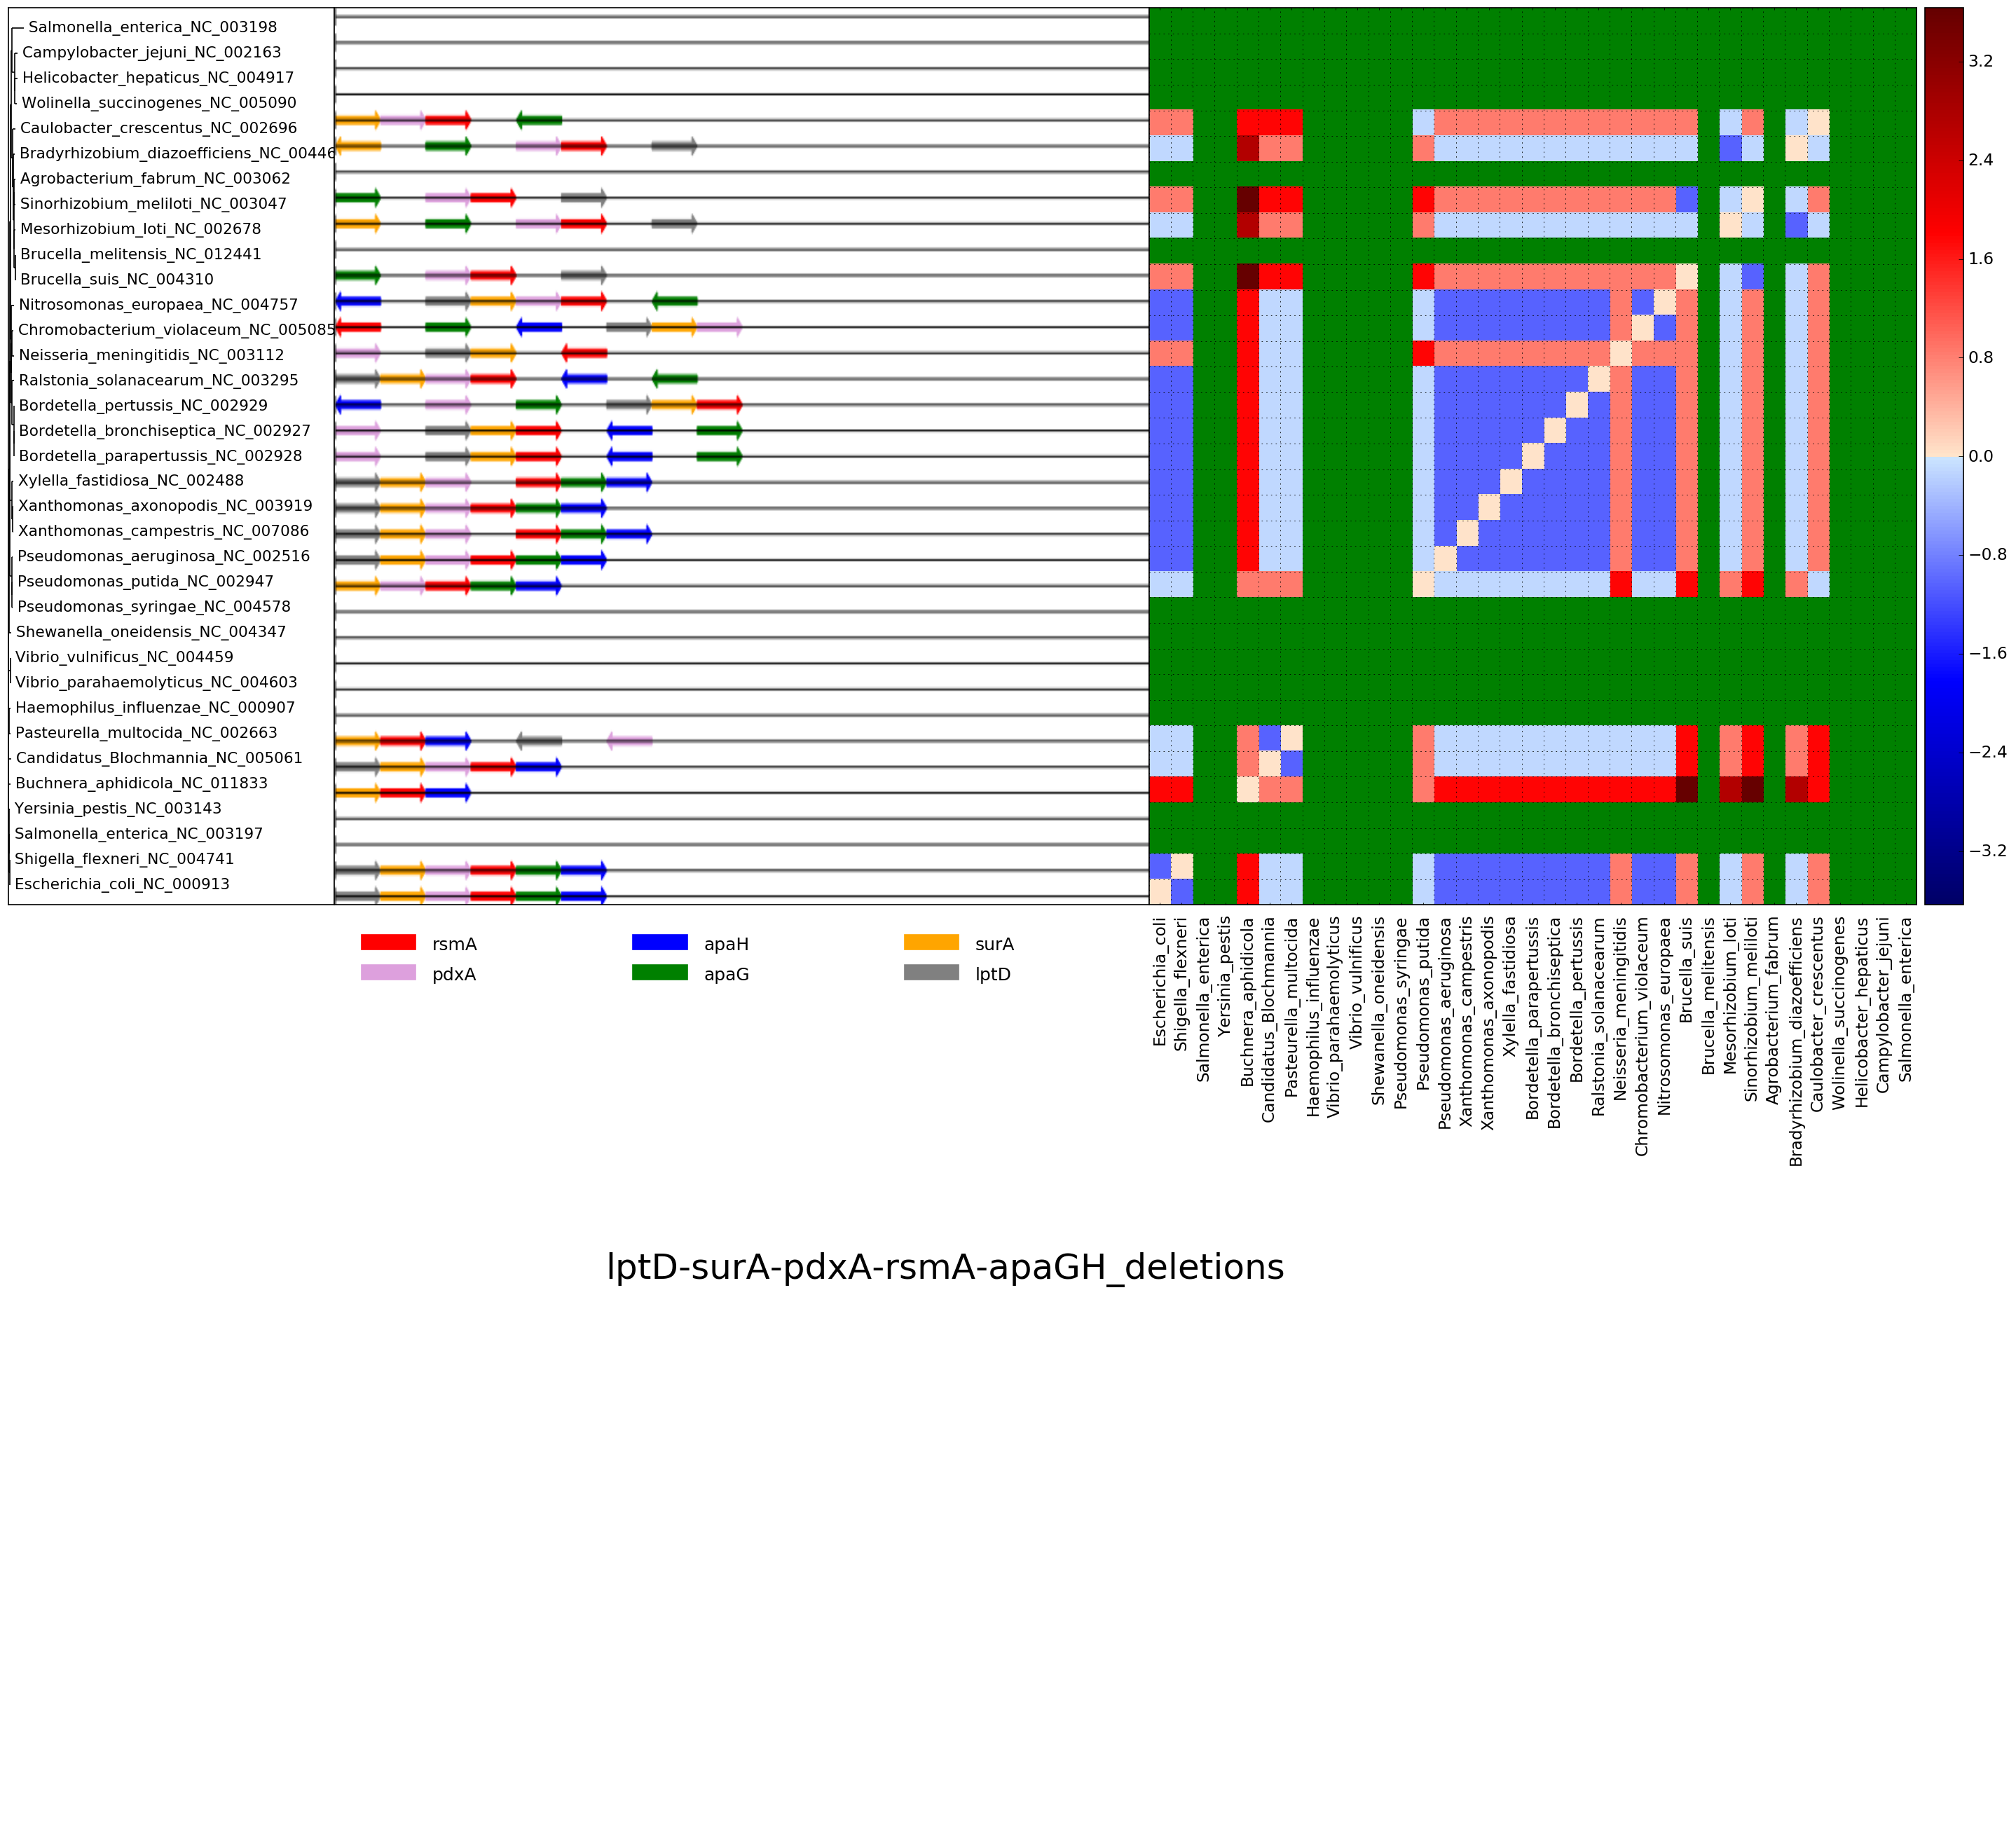 Salmonella_enterica_NC_003198
Campylobacter_jejuni_NC_002163
Helicobacter_hepaticus_NC_004917
Wolinella_succinogenes_NC_005090
Caulobacter_crescentus_NC_002696
Bradyrhizobium_diazoefficiens_NC_00446
Agrobacterium_fabrum_NC_003062
Sinorhizobium_meliloti_NC_003047
Mesorhizobium_loti_NC_002678
Brucella_melitensis_NC_012441
Brucella_suis_NC_004310
Nitrosomonas_europaea_NC_004757
Chromobacterium_violaceum_NC_005085
Neisseria_meningitidis_NC_003112
Ralstonia_solanacearum_NC_003295
Bordetella_pertussis_NC_002929
Bordetella_bronchiseptica_NC_002927
Bordetella_parapertussis_NC_002928
Xylella_fastidiosa_NC_002488
Xanthomonas_axonopodis_NC_003919
Xanthomonas_campestris_NC_007086
Pseudomonas_aeruginosa_NC_002516
Pseudomonas_putida_NC_002947
Pseudomonas_syringae_NC_004578
Shewanella_oneidensis_NC_004347
Vibrio_vulnificus_NC_004459
Vibrio_parahaemolyticus_NC_004603
Haemophilus_influenzae_NC_000907
Pasteurella_multocida_NC_002663
Candidatus_Blochmannia_NC_005061
Buchnera_aphidicola_NC_011833
Yersinia_pestis_NC_003143
Salmonella_enterica_NC_003197
Shigella_flexneri_NC_004741
Escherichia_coli_NC_000913
3.2
2.4
1.6
0.8
0.0
−0.8
−1.6
−2.4
−3.2
rsmA apaH surA
pdxA apaG lptD
Escherichia_coli
Shigella_flexneri
Salmonella_enterica
Yersinia_pestis
Buchnera_aphidicola
Candidatus_Blochmannia
Pasteurella_multocida
Haemophilus_influenzae
Vibrio_parahaemolyticus
Vibrio_vulnificus
Shewanella_oneidensis
Pseudomonas_syringae
Pseudomonas_putida
Pseudomonas_aeruginosa
Xanthomonas_campestris
Xanthomonas_axonopodis
Xylella_fastidiosa
Bordetella_parapertussis
Bordetella_bronchiseptica
Bordetella_pertussis
Ralstonia_solanacearum
Neisseria_meningitidis
Chromobacterium_violaceum
Nitrosomonas_europaea
Brucella_suis
Brucella_melitensis
Mesorhizobium_loti
Sinorhizobium_meliloti
Agrobacterium_fabrum
Bradyrhizobium_diazoefficiens
Caulobacter_crescentus
Wolinella_succinogenes
Helicobacter_hepaticus
Campylobacter_jejuni
Salmonella_enterica
lptD-surA-pdxA-rsmA-apaGH_deletions